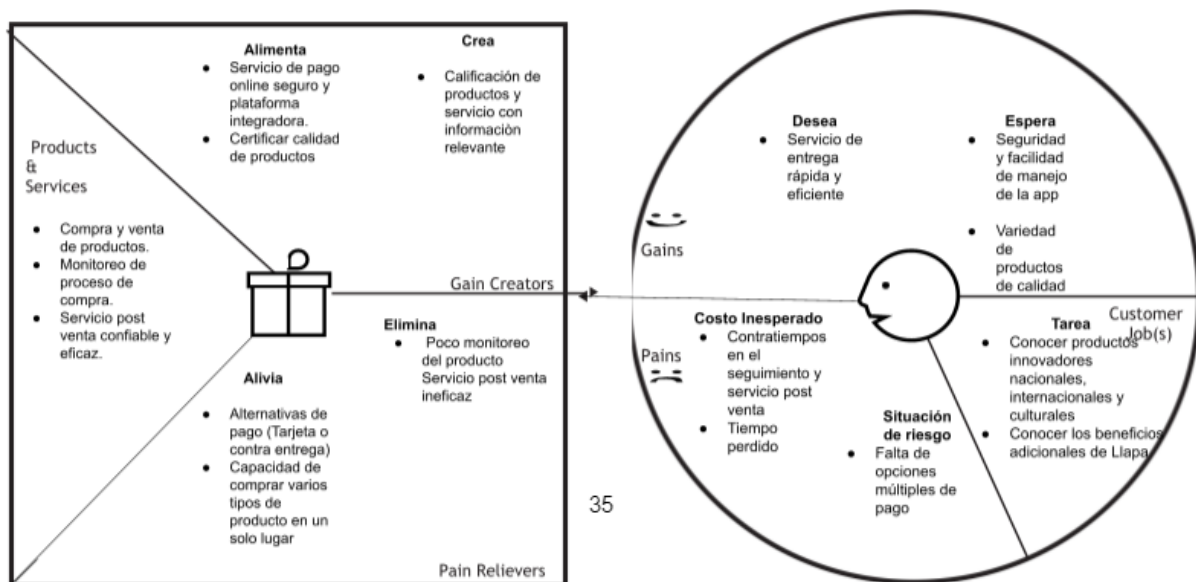 Alimenta
● Servicio de pago
online seguro y
plataforma
integradora.
● Certificar calidad
de productos
Crea
● Calificación de
productos y
servicio con
informaciòn
relevante
Products
&
Services
● Compra y venta
de productos.
● Monitoreo de
proceso de
compra.
● Servicio post
venta confiable y
eficaz.
Gain Creators
Elimina
● Poco monitoreo
del producto
Servicio post venta
ineficaz
Alivia
● Alternativas de
pago (Tarjeta o
contra entrega)
● Capacidad de
comprar varios
tipos de
producto en un
solo lugar
Pain Relievers
35
Desea
● Servicio de
entrega
rápida y
eficiente
Espera
● Seguridad
y facilidad
de manejo
de la app
● Variedad
de
productos
de calidad
Gains
Customer
Job(s)
Costo Inesperado
● Contratiempos
en el
seguimiento y
servicio post
venta
● Tiempo
perdido
Pains
Situación
de riesgo
● Falta de
opciones
múltiples de
pago
Tarea
● Conocer productos
innovadores
nacionales,
internacionales y
culturales
● Conocer los beneficios
adicionales de Llapa